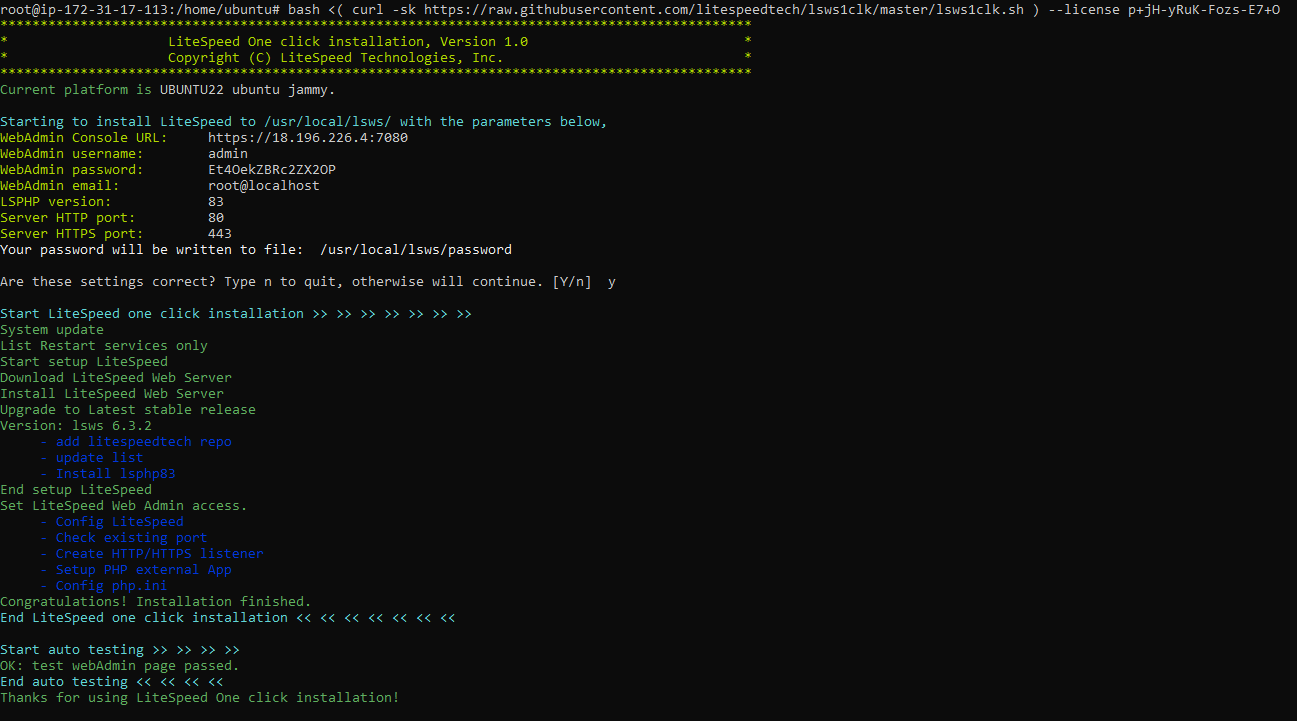 root@ip-172-31-17-113:/home/ubuntu# bash <( curl -sk https://raw.githubusercontent.com/litespeedtech/lsws1clk/master/lsws1clk.sh ) --license p+jH-yRuK-Fozs-E7+O
**********************************************************************************************
*                    LiteSpeed One click installation, Version 1.0                           *
*                    Copyright (C) LiteSpeed Technologies, Inc.                              *
**********************************************************************************************
Current platform is UBUNTU22 ubuntu jammy.
Starting to install LiteSpeed to /usr/local/lsws/ with the parameters below,
WebAdmin Console URL:     https://18.196.226.4:7080
WebAdmin username:        admin
WebAdmin password:        Et4OekZBRc2ZX2OP
WebAdmin email:           root@localhost
LSPHP version:            83
Server HTTP port:         80
Server HTTPS port:        443
Your password will be written to file:  /usr/local/lsws/password
Are these settings correct? Type n to quit, otherwise will continue. [Y/n]  y
Start LiteSpeed one click installation >> >> >> >> >> >> >>
System update
List Restart services only
Start setup LiteSpeed
Download LiteSpeed Web Server
Install LiteSpeed Web Server
Upgrade to Latest stable release
Version: lsws 6.3.2
- add litespeedtech repo
- update list
- Install lsphp83
End setup LiteSpeed
Set LiteSpeed Web Admin access.
- Config LiteSpeed
- Check existing port
- Create HTTP/HTTPS listener
- Setup PHP external App
- Config php.ini
Congratulations! Installation finished.
End LiteSpeed one click installation << << << << << << <<
Start auto testing >> >> >> >>
OK: test webAdmin page passed.
End auto testing << << << <<
Thanks for using LiteSpeed One click installation!